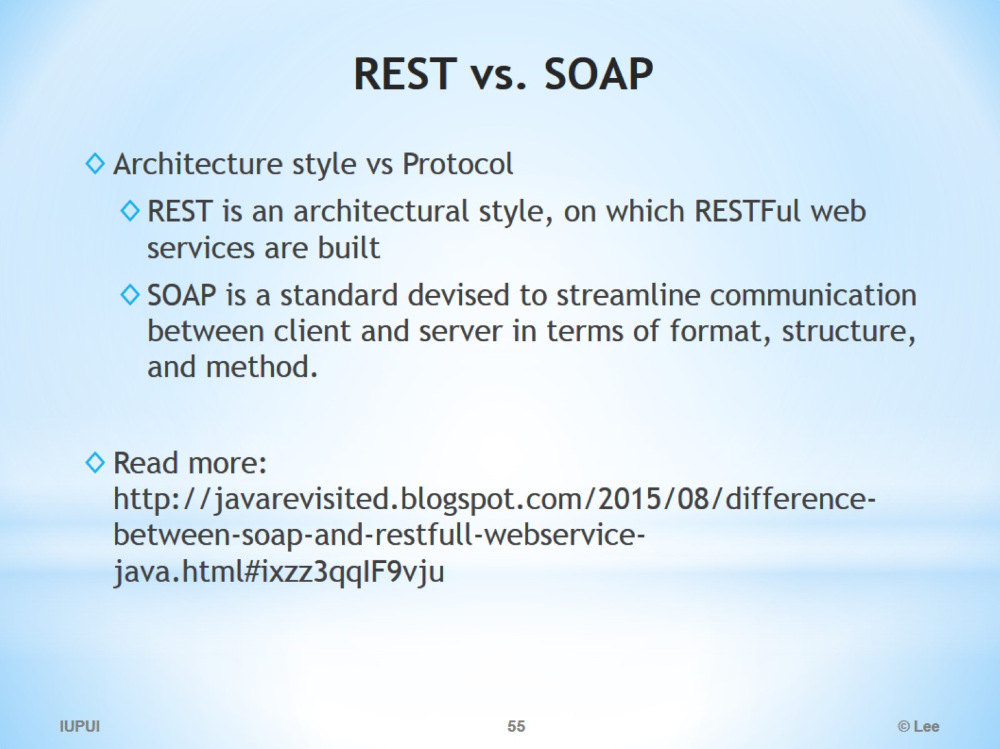 REST vs. SOAP
Architecture style vs Protocol
REST is an architectural style, on which RESTFul web
services are built
SOAP is a standard devised to streamline communication
between client and server in terms of format, structure,
and method.
Read more:
http://javarevisited.blogspot.com/2015/08/difference-
between-soap-and-restfull-webservice-
java.html#ixzz3qqIF9vju
IUPUI
55
© Lee